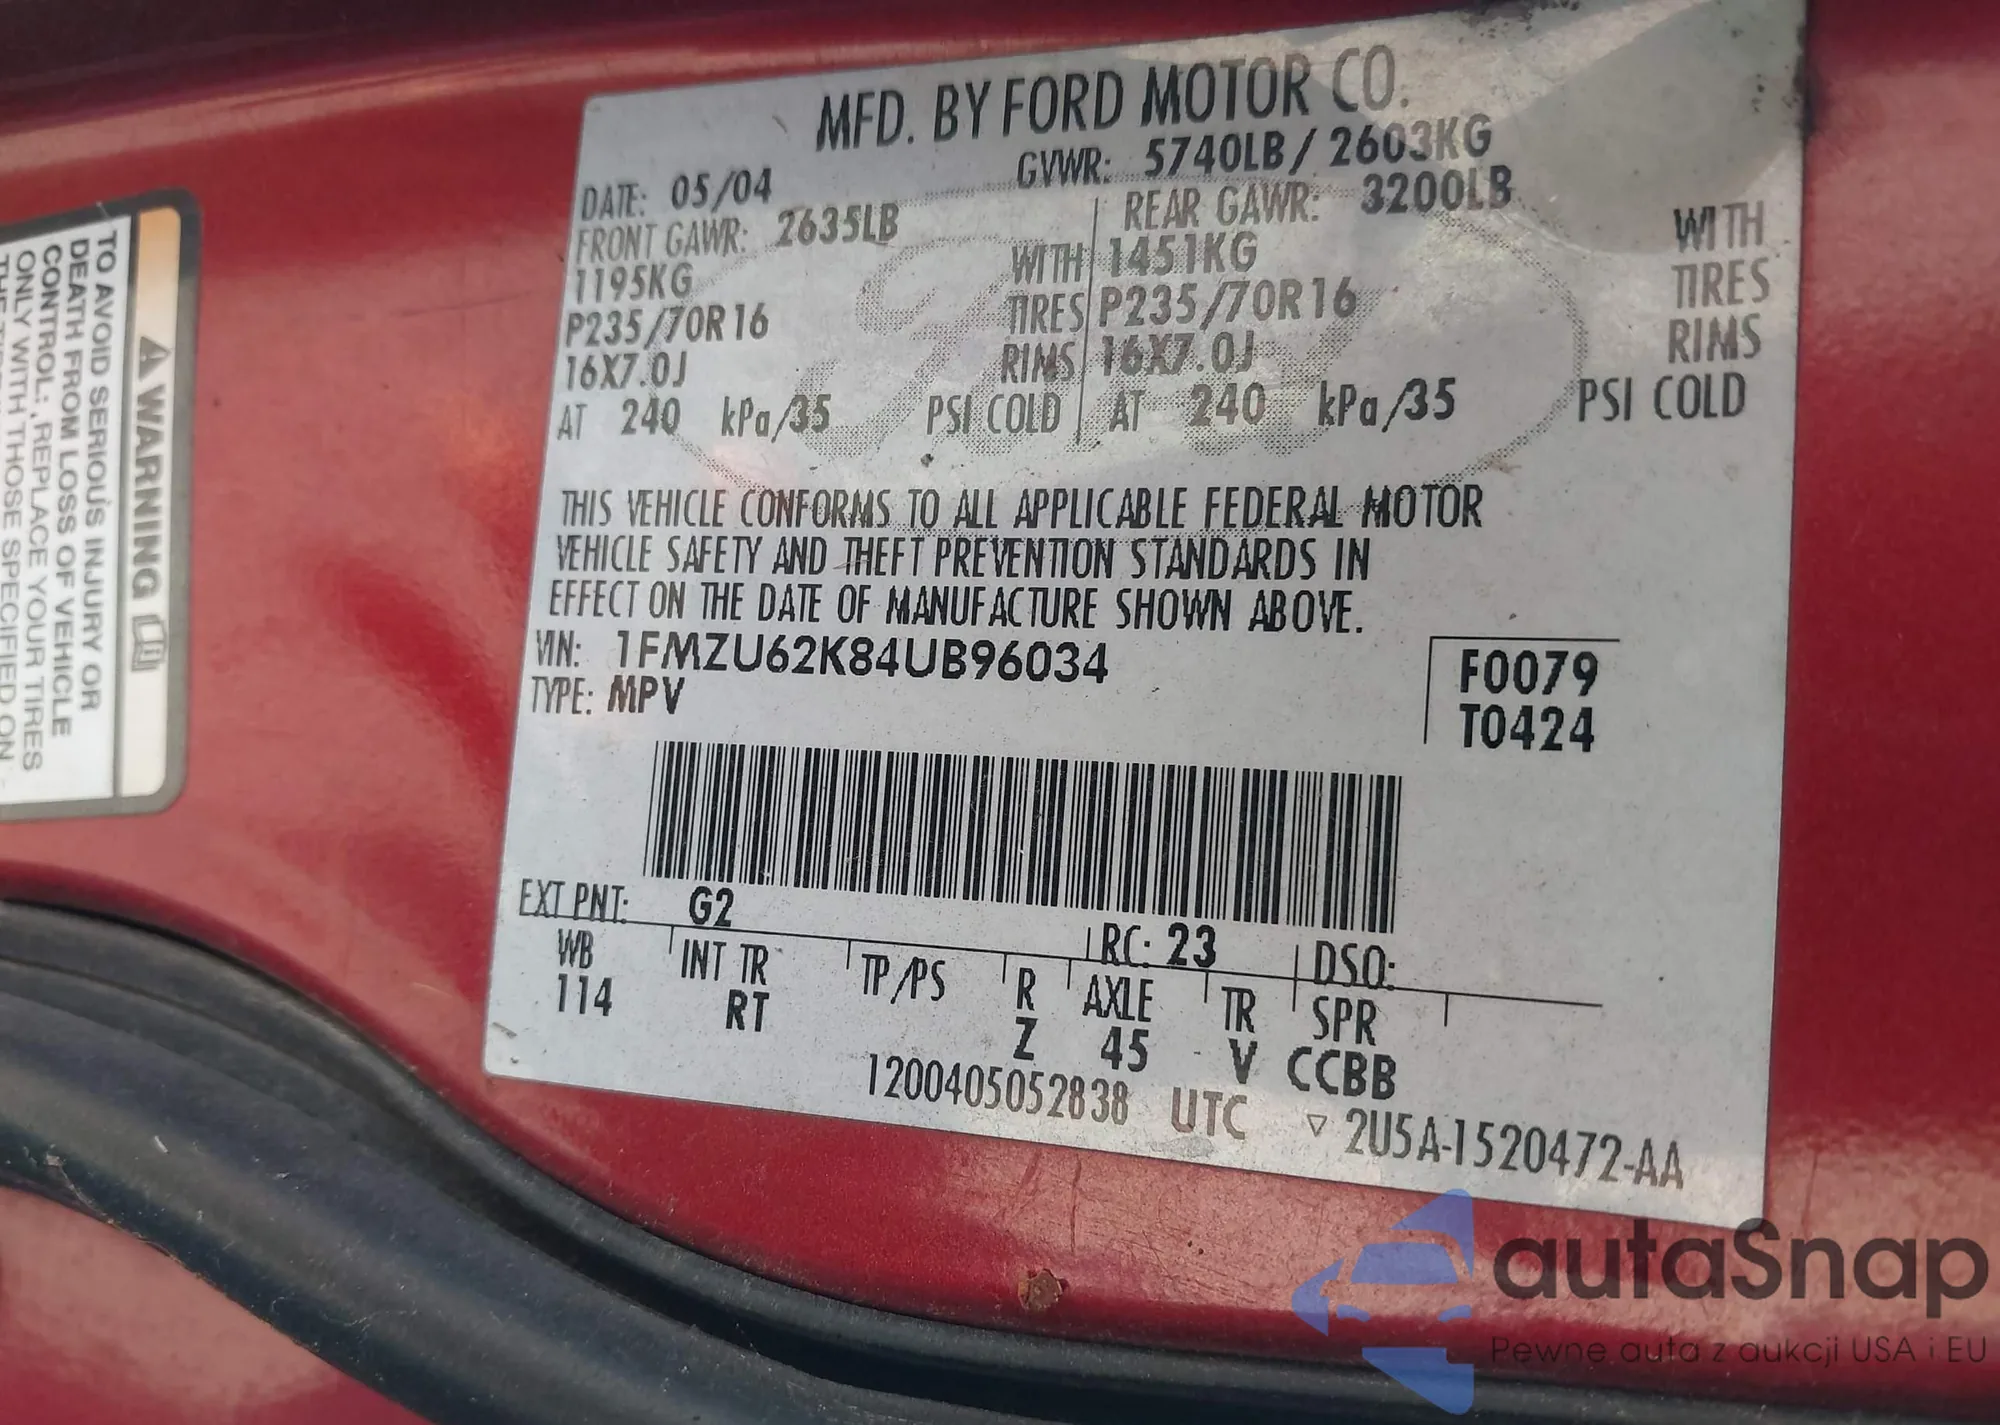 MFD. BY FORD MOTOR CO.
DATE: 05/04 GVWR: 5740LB / 2603KG
FRONT GAWR: 2635LB REAR GAWR: 3200LB
1195KG WITH 1451KG WITH
P235/70R16 TIRES P235/70R16 TIRES
16X7.0J RIMS 16X7.0J RIMS
AT 240 kPa/35 PSI COLD AT 240 kPa/35 PSI COLD
THIS VEHICLE CONFORMS TO ALL APPLICABLE FEDERAL MOTOR
VEHICLE SAFETY AND THEFT PREVENTION STANDARDS IN
EFFECT ON THE DATE OF MANUFACTURE SHOWN ABOVE.
VIN: 1FMZU62K84UB96034
TYPE: MPV
F0079
T0424
EXT PNT: G2 RC: 23 DSO:
WB INT TR TP/PS R AXLE TR SPR
114 RT Z 45 V CCBB
1200405052838 UTC ▽ 2U5A-1520472-AA
⚠ WARNING
TO AVOID SERIOUS INJURY OR
DEATH FROM LOSS OF VEHICLE
CONTROL: REPLACE YOUR TIRES
ONLY WITH THOSE SPECIFIED ON
autaSnap
Pewne auta z aukcji USA i EU